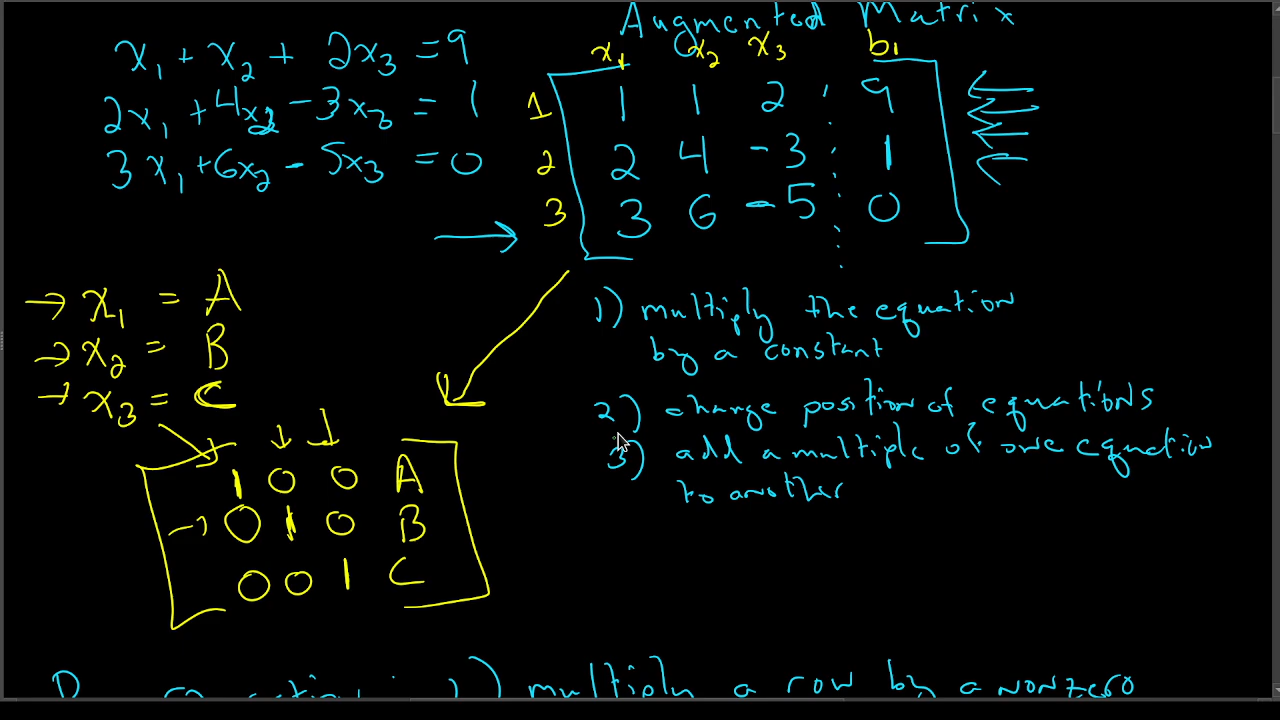 Augmented Matrix
x₁ + x₂ + 2x₃ = 9
2x₁ + 4x₂ - 3x₃ = 1
3x₁ + 6x₂ - 5x₃ = 0
x₁ x₂ x₃ b₁
1 1 1 2 9
2 2 4 -3 1
3 3 6 -5 0
→ x₁ = A
→ x₂ = B
→ x₃ = C
1 0 0 A
→ 0 1 0 B
0 0 1 C
1) multiply the equation
by a constant
2) change position of equations
3) add a multiple of one equation
to another
1) multiply a row by a nonzero